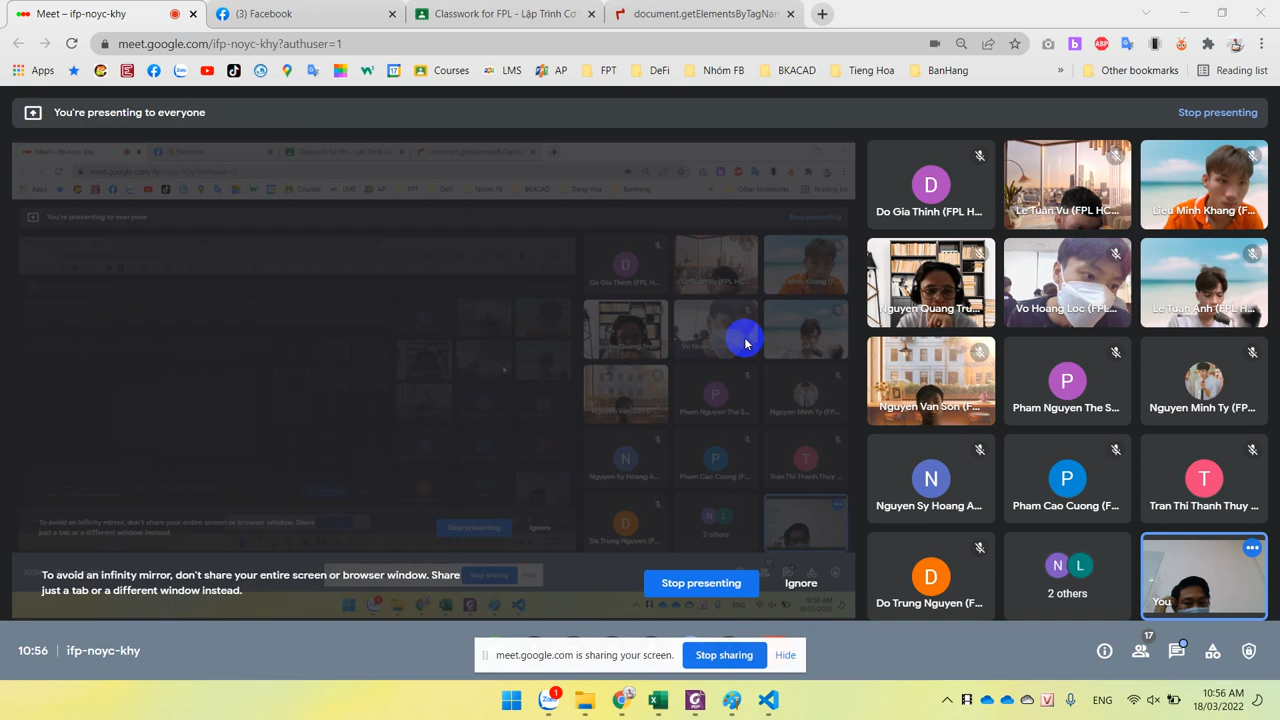 Meet – ifp-noyc-khy
Facebook
Classwork for FPL - Lập Trình Cơ
document.getElementsByTagNam
meet.google.com/ifp-noyc-khy?authuser=1
Apps
Courses
LMS
AP
FPT
DeFi
Nhóm FB
BKACAD
Tieng Hoa
BanHang
»
Other bookmarks
Reading list
You're presenting to everyone
Stop presenting
Do Gia Thinh (FPL H...
Le Tuan Vu (FPL HC...
Lieu Minh Khang (F...
Nguyen Quang Tru...
Vo Hoang Loc (FPL...
Le Tuan Anh (FPL H...
Nguyen Van Son (F...
P
Pham Nguyen The S...
Nguyen Minh Ty (FP...
N
Nguyen Sy Hoang A...
P
Pham Cao Cuong (F...
T
Tran Thi Thanh Thuy ...
D
Do Trung Nguyen (F...
N L
2 others
You
D
To avoid an infinity mirror, don't share your entire screen or browser window. Share
just a tab or a different window instead.
Stop presenting
Ignore
10:56
ifp-noyc-khy
17
meet.google.com is sharing your screen.
Stop sharing
Hide
1
ENG
10:56 AM
18/03/2022